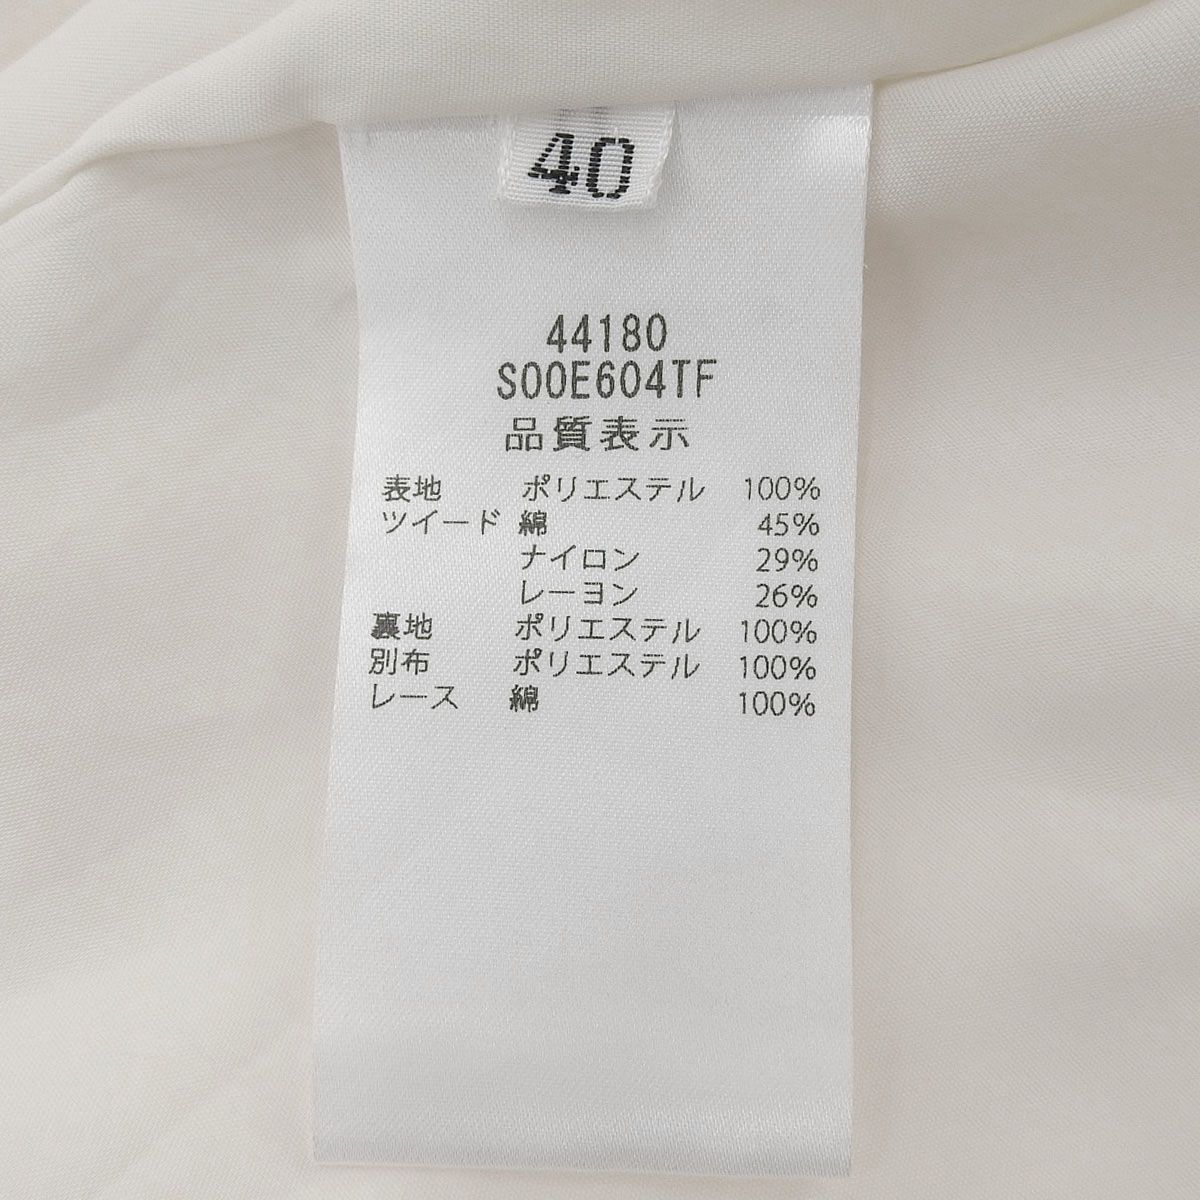 40
44180
S00E604TF
品質表示
表地 ポリエステル 100%
ツイード 綿 45%
ナイロン 29%
レーヨン 26%
裏地 ポリエステル 100%
別布 ポリエステル 100%
レース 綿 100%